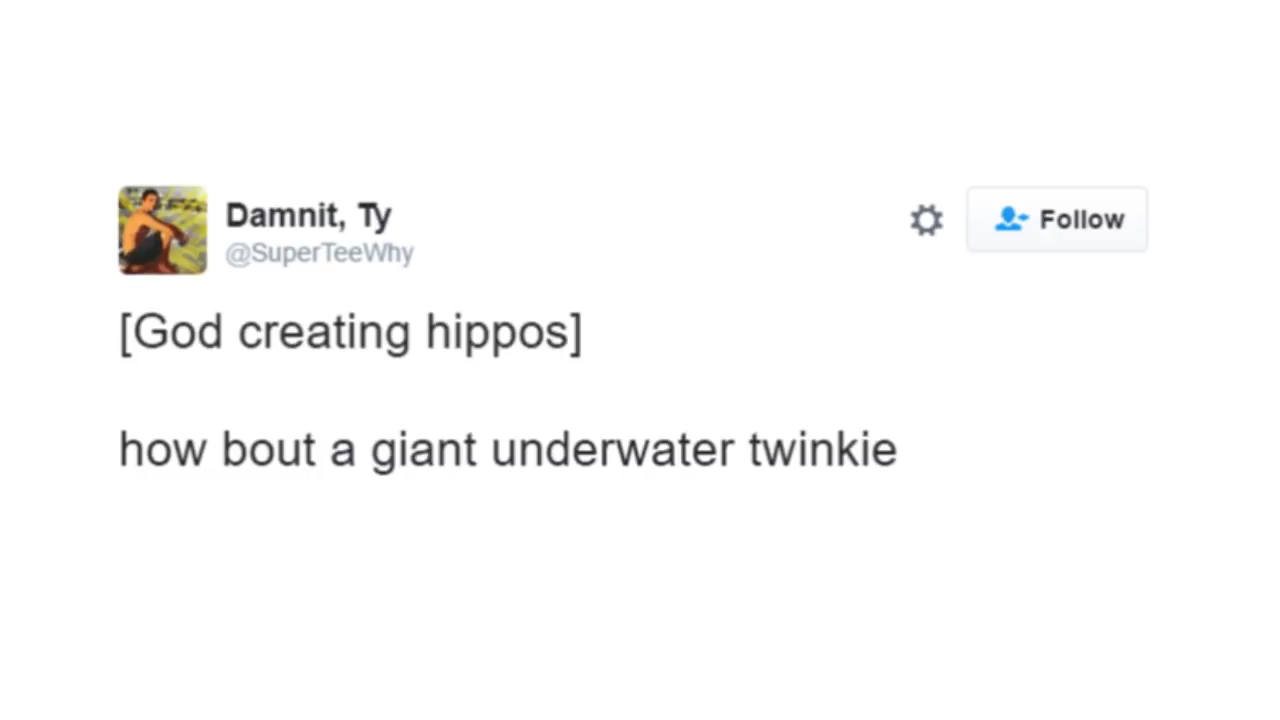 Damnit, Ty
@SuperTeeWhy
Follow
[God creating hippos]
how bout a giant underwater twinkie